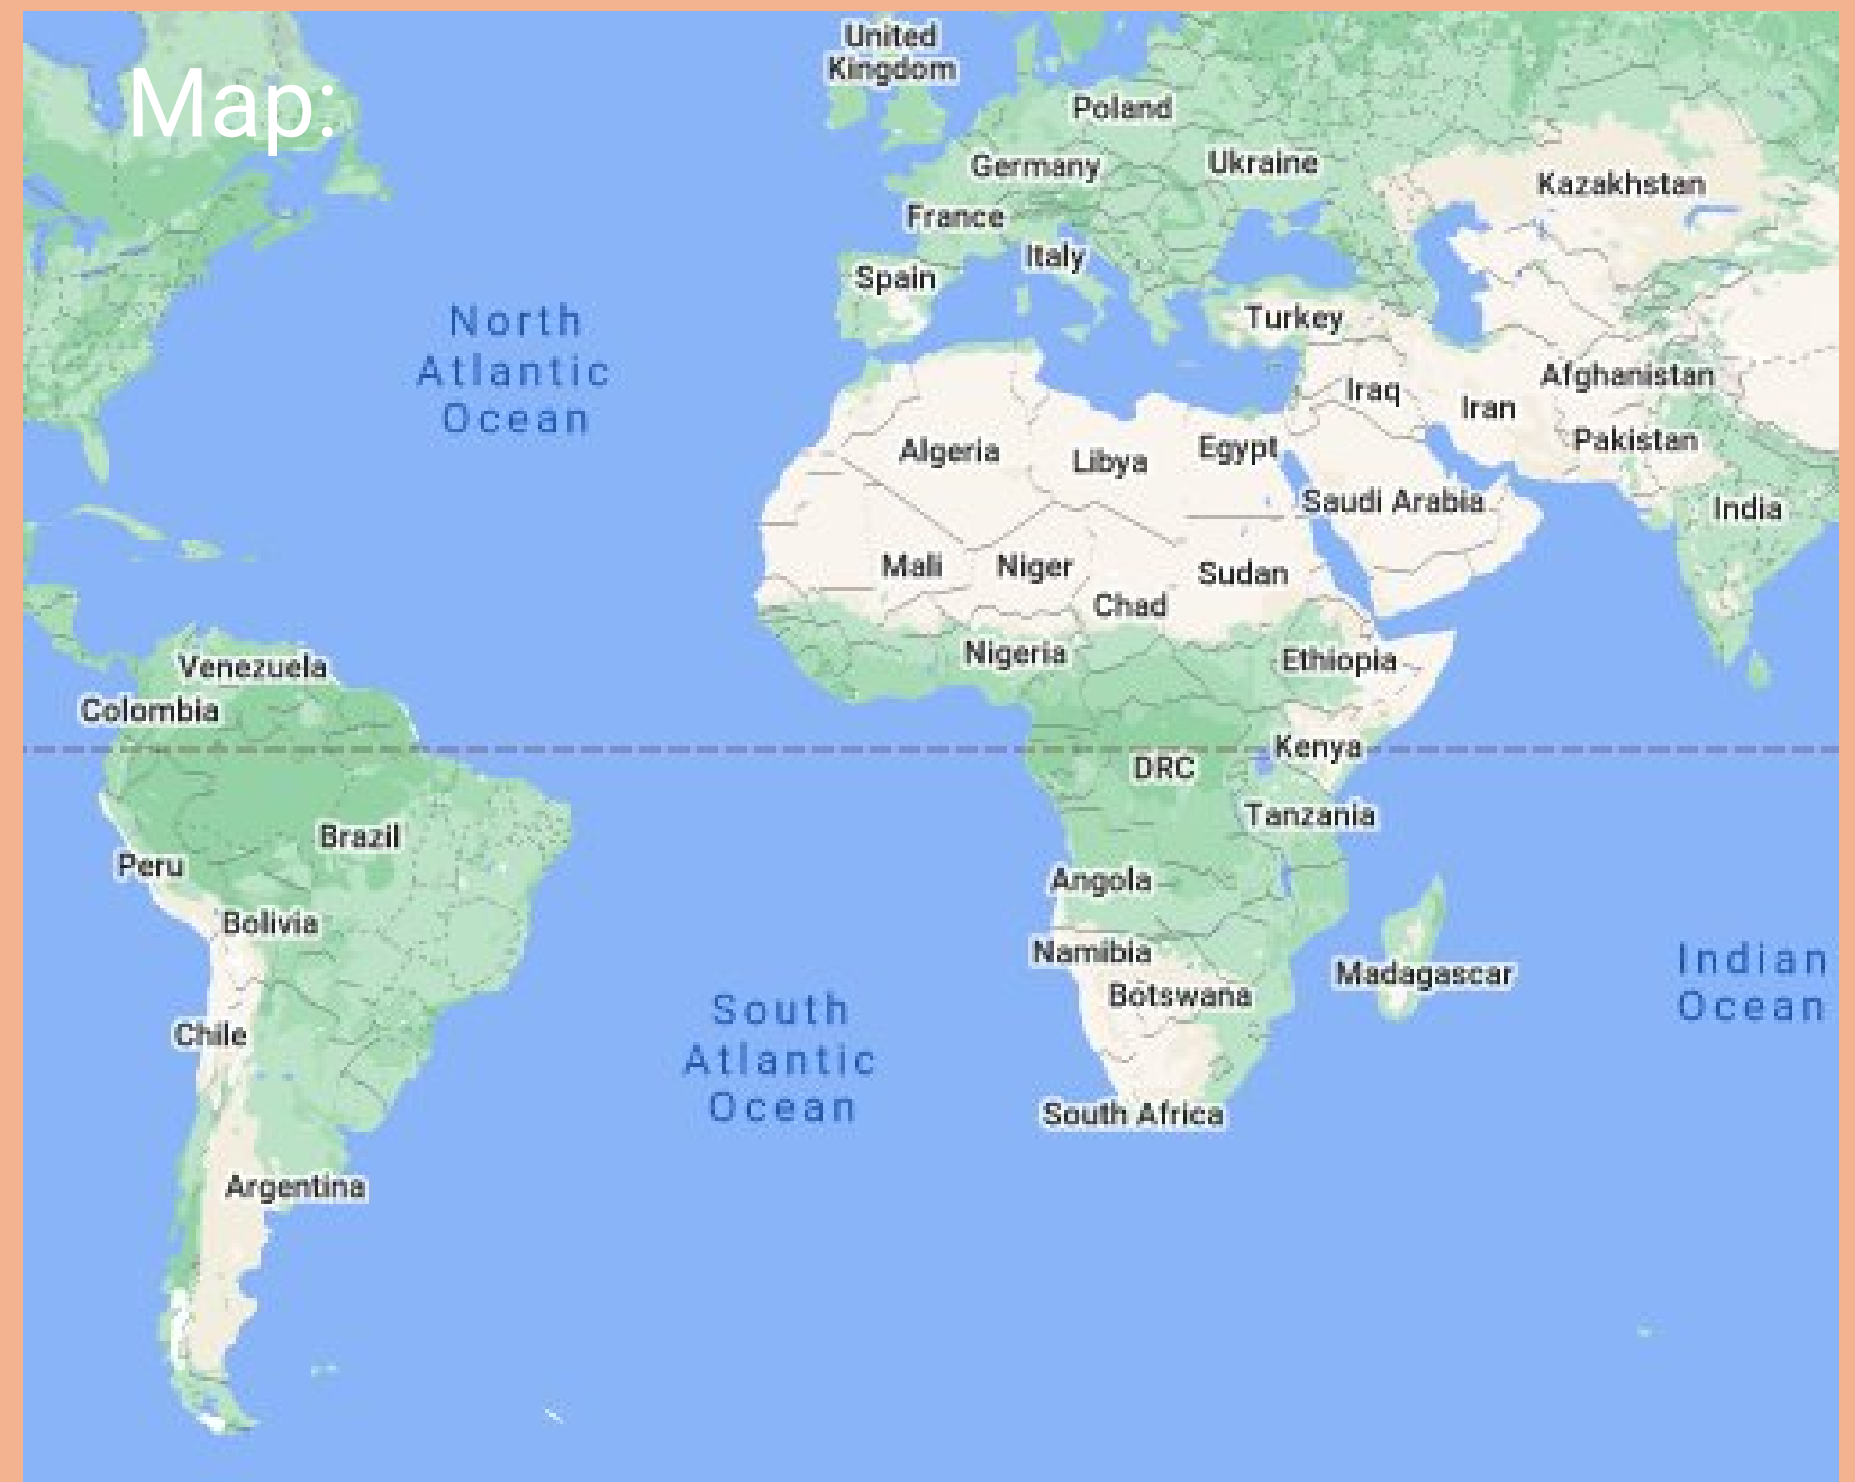 Map:
United
Kingdom
Poland
Germany
Ukraine
Kazakhstan
France
Italy
Spain
North
Atlantic
Ocean
Turkey
Afghanistan
Iraq
Iran
Pakistan
Algeria
Libya
Egypt
Saudi Arabia
India
Mali
Niger
Sudan
Chad
Nigeria
Ethiopia
Venezuela
Colombia
Kenya
DRC
Tanzania
Brazil
Peru
Angola
Bolivia
Namibia
Madagascar
Indian
Ocean
Botswana
South
Atlantic
Ocean
Chile
South Africa
Argentina